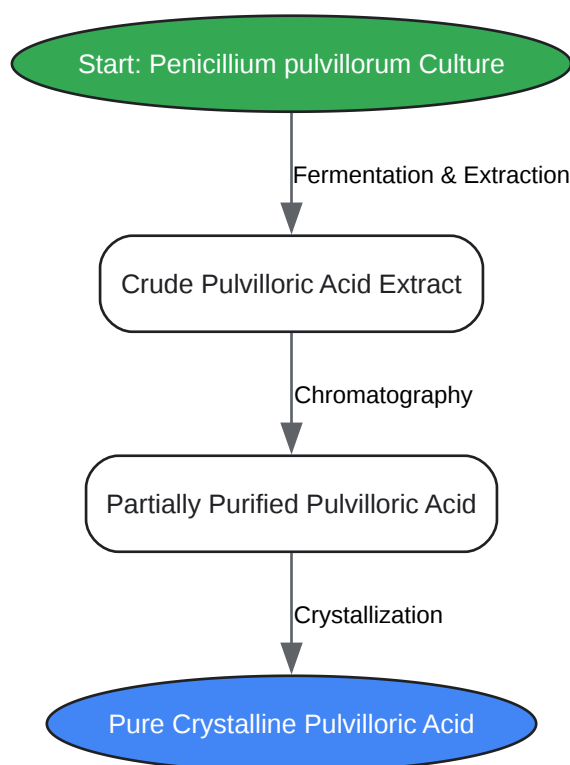 Start: Penicillium pulvillorum Culture
Fermentation & Extraction
Crude Pulvilloric Acid Extract
Chromatography
Partially Purified Pulvilloric Acid
Crystallization
Pure Crystalline Pulvilloric Acid